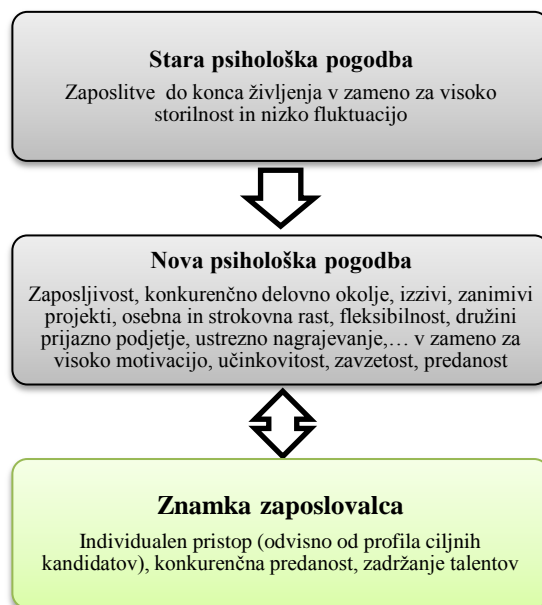 Stara psihološka pogodba
Zaposlitve do konca življenja v zameno za visoko
storilnost in nizko fluktuacijo
Nova psihološka pogodba
Zaposljivost, konkurenčno delovno okolje, izzivi, zanimivi
projekti, osebna in strokovna rast, fleksibilnost, družini
prijazno podjetje, ustrezno nagrajevanje,... v zameno za
visoko motivacijo, učinkovitost, zavzetost, predanost
Znamka zaposlovalca
Individualen pristop (odvisno od profila ciljnih
kandidatov), konkurenčna predanost, zadržanje talentov